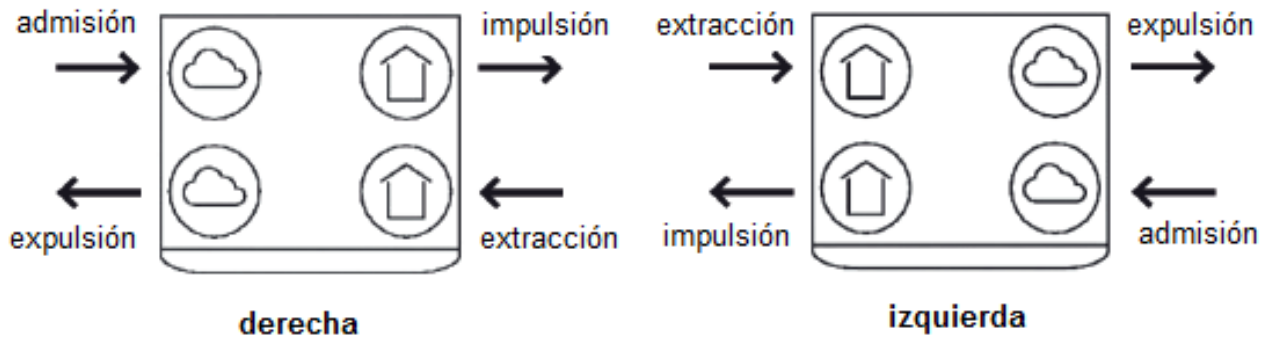 admisión
impulsión
expulsión
extracción
derecha
extracción
expulsión
impulsión
admisión
izquierda